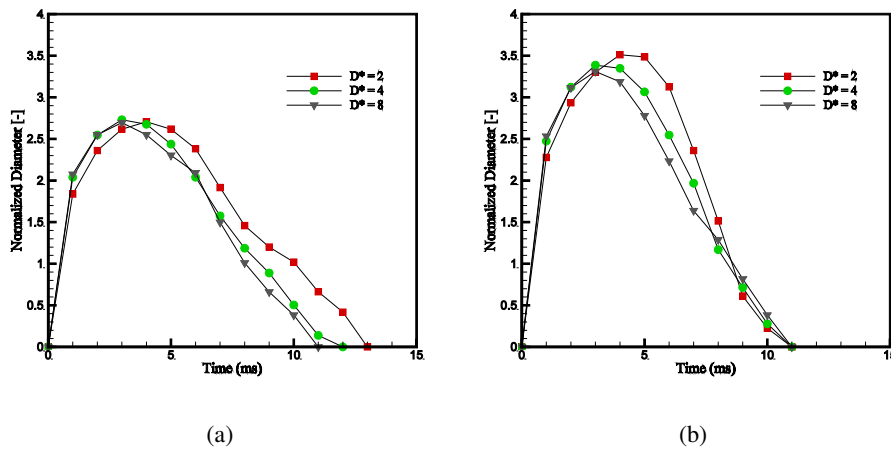 4.
3.5
3.
2.5
2.
1.5
1.
0.5
0.
0. 5. 10. 15.
Normalized Diameter [-]
Time (ms)
D* = 2
D* = 4
D* = 8
(a)
4.
3.5
3.
2.5
2.
1.5
1.
0.5
0.
0. 5. 10. 15
Normalized Diameter [-]
Time (ms)
D* = 2
D* = 4
D* = 8
(b)